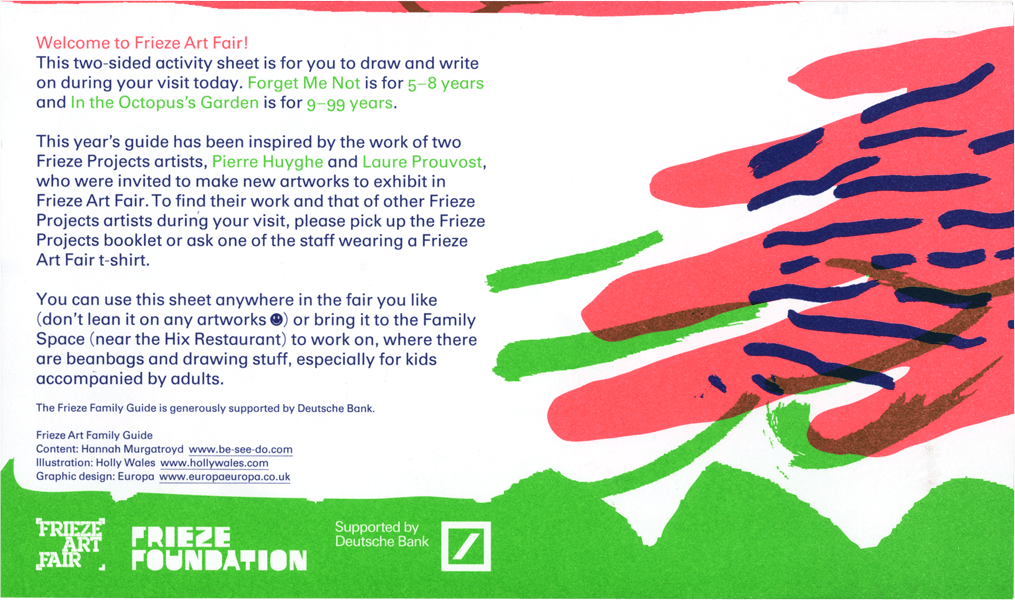 Welcome to Frieze Art Fair!
This two-sided activity sheet is for you to draw and write
on during your visit today. Forget Me Not is for 5–8 years
and In the Octopus's Garden is for 9–99 years.
This year's guide has been inspired by the work of two
Frieze Projects artists, Pierre Huyghe and Laure Prouvost,
who were invited to make new artworks to exhibit in
Frieze Art Fair. To find their work and that of other Frieze
Projects artists during your visit, please pick up the Frieze
Projects booklet or ask one of the staff wearing a Frieze
Art Fair t-shirt.
You can use this sheet anywhere in the fair you like
(don't lean it on any artworks ☻) or bring it to the Family
Space (near the Hix Restaurant) to work on, where there
are beanbags and drawing stuff, especially for kids
accompanied by adults.
The Frieze Family Guide is generously supported by Deutsche Bank.
Frieze Art Family Guide
Content: Hannah Murgatroyd www.be-see-do.com
Illustration: Holly Wales www.hollywales.com
Graphic design: Europa www.europaeuropa.co.uk
FRIEZE
ART
FAIR
FRIEZE
FOUNDATION
Supported by
Deutsche Bank